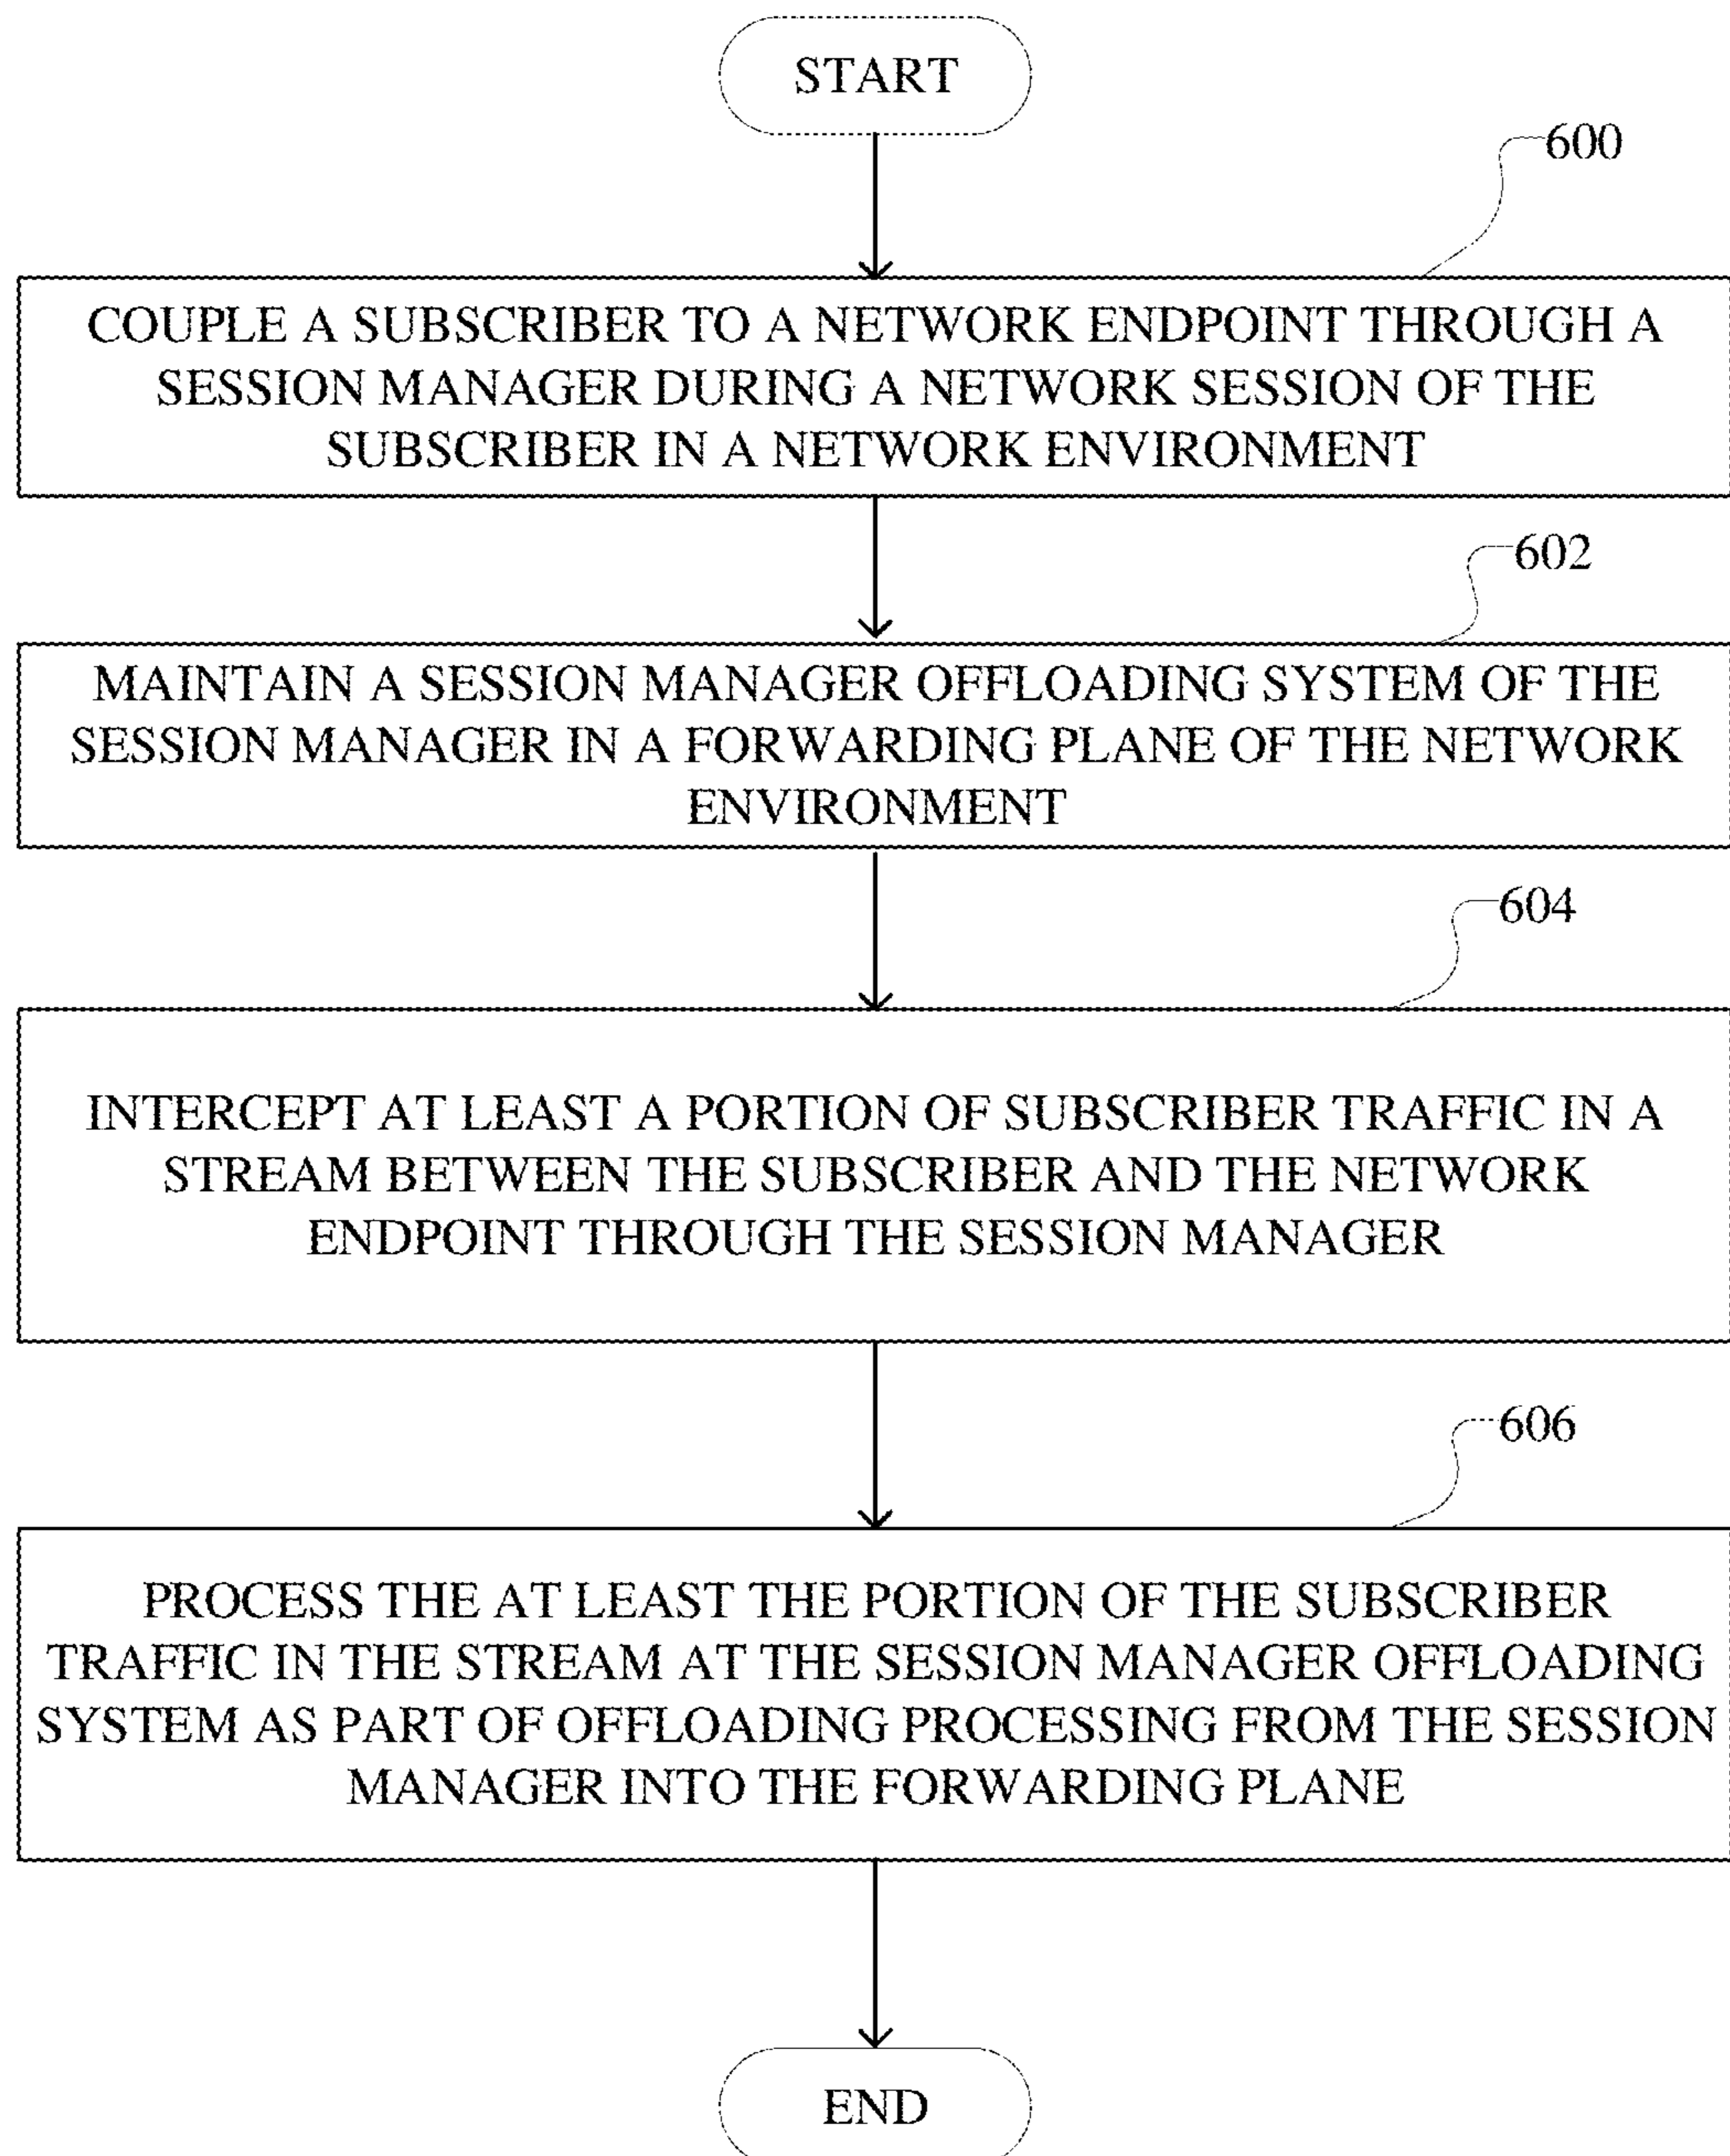 START
600
COUPLE A SUBSCRIBER TO A NETWORK ENDPOINT THROUGH A
SESSION MANAGER DURING A NETWORK SESSION OF THE
SUBSCRIBER IN A NETWORK ENVIRONMENT
602
MAINTAIN A SESSION MANAGER OFFLOADING SYSTEM OF THE
SESSION MANAGER IN A FORWARDING PLANE OF THE NETWORK
ENVIRONMENT
604
INTERCEPT AT LEAST A PORTION OF SUBSCRIBER TRAFFIC IN A
STREAM BETWEEN THE SUBSCRIBER AND THE NETWORK
ENDPOINT THROUGH THE SESSION MANAGER
606
PROCESS THE AT LEAST THE PORTION OF THE SUBSCRIBER
TRAFFIC IN THE STREAM AT THE SESSION MANAGER OFFLOADING
SYSTEM AS PART OF OFFLOADING PROCESSING FROM THE SESSION
MANAGER INTO THE FORWARDING PLANE
END